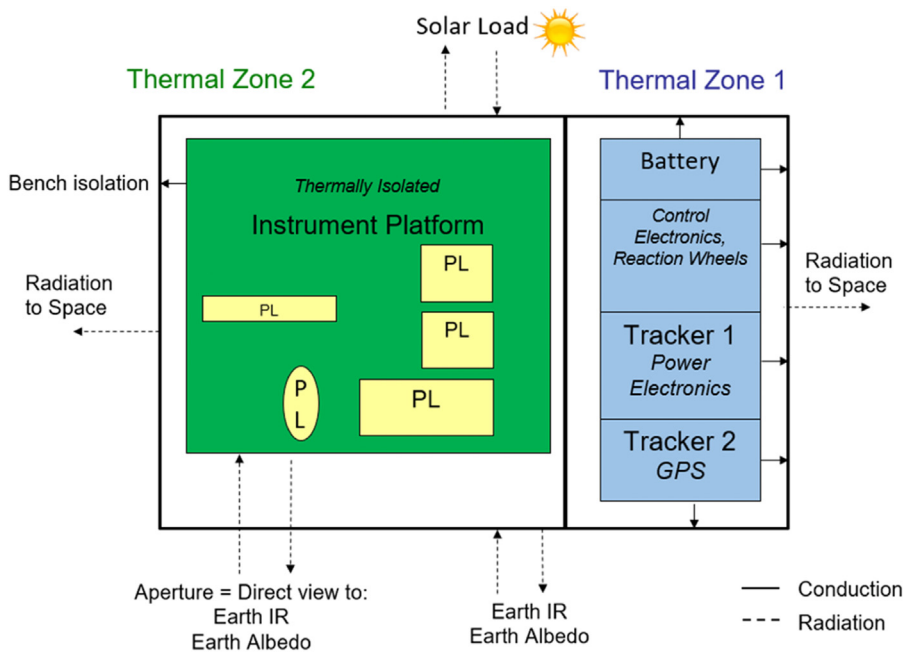 Solar Load
Thermal Zone 2
Thermal Zone 1
Bench isolation
Thermally Isolated
Instrument Platform
PL
PL
PL
PL
P
L
Radiation
to Space
Battery
Control
Electronics,
Reaction Wheels
Tracker 1
Power
Electronics
Tracker 2
GPS
Radiation
to Space
Aperture = Direct view to:
Earth IR
Earth Albedo
Earth IR
Earth Albedo
Conduction
Radiation